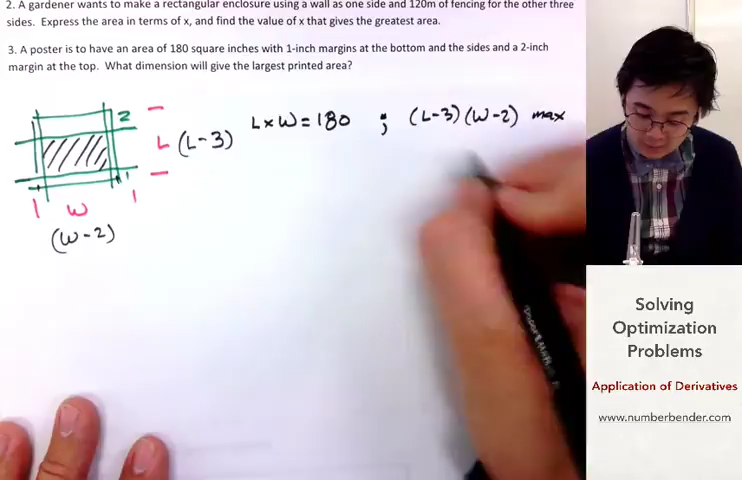 2. A gardener wants to make a rectangular enclosure using a wall as one side and 120m of fencing for the other three
sides. Express the area in terms of x, and find the value of x that gives the greatest area.
3. A poster is to have an area of 180 square inches with 1-inch margins at the bottom and the sides and a 2-inch
margin at the top. What dimension will give the largest printed area?
2
L (L-3)
L x W = 180 ; (L-3)(W-2) max
1
1 W 1
(W-2)
Solving
Optimization
Problems
Application of Derivatives
www.numberbender.com